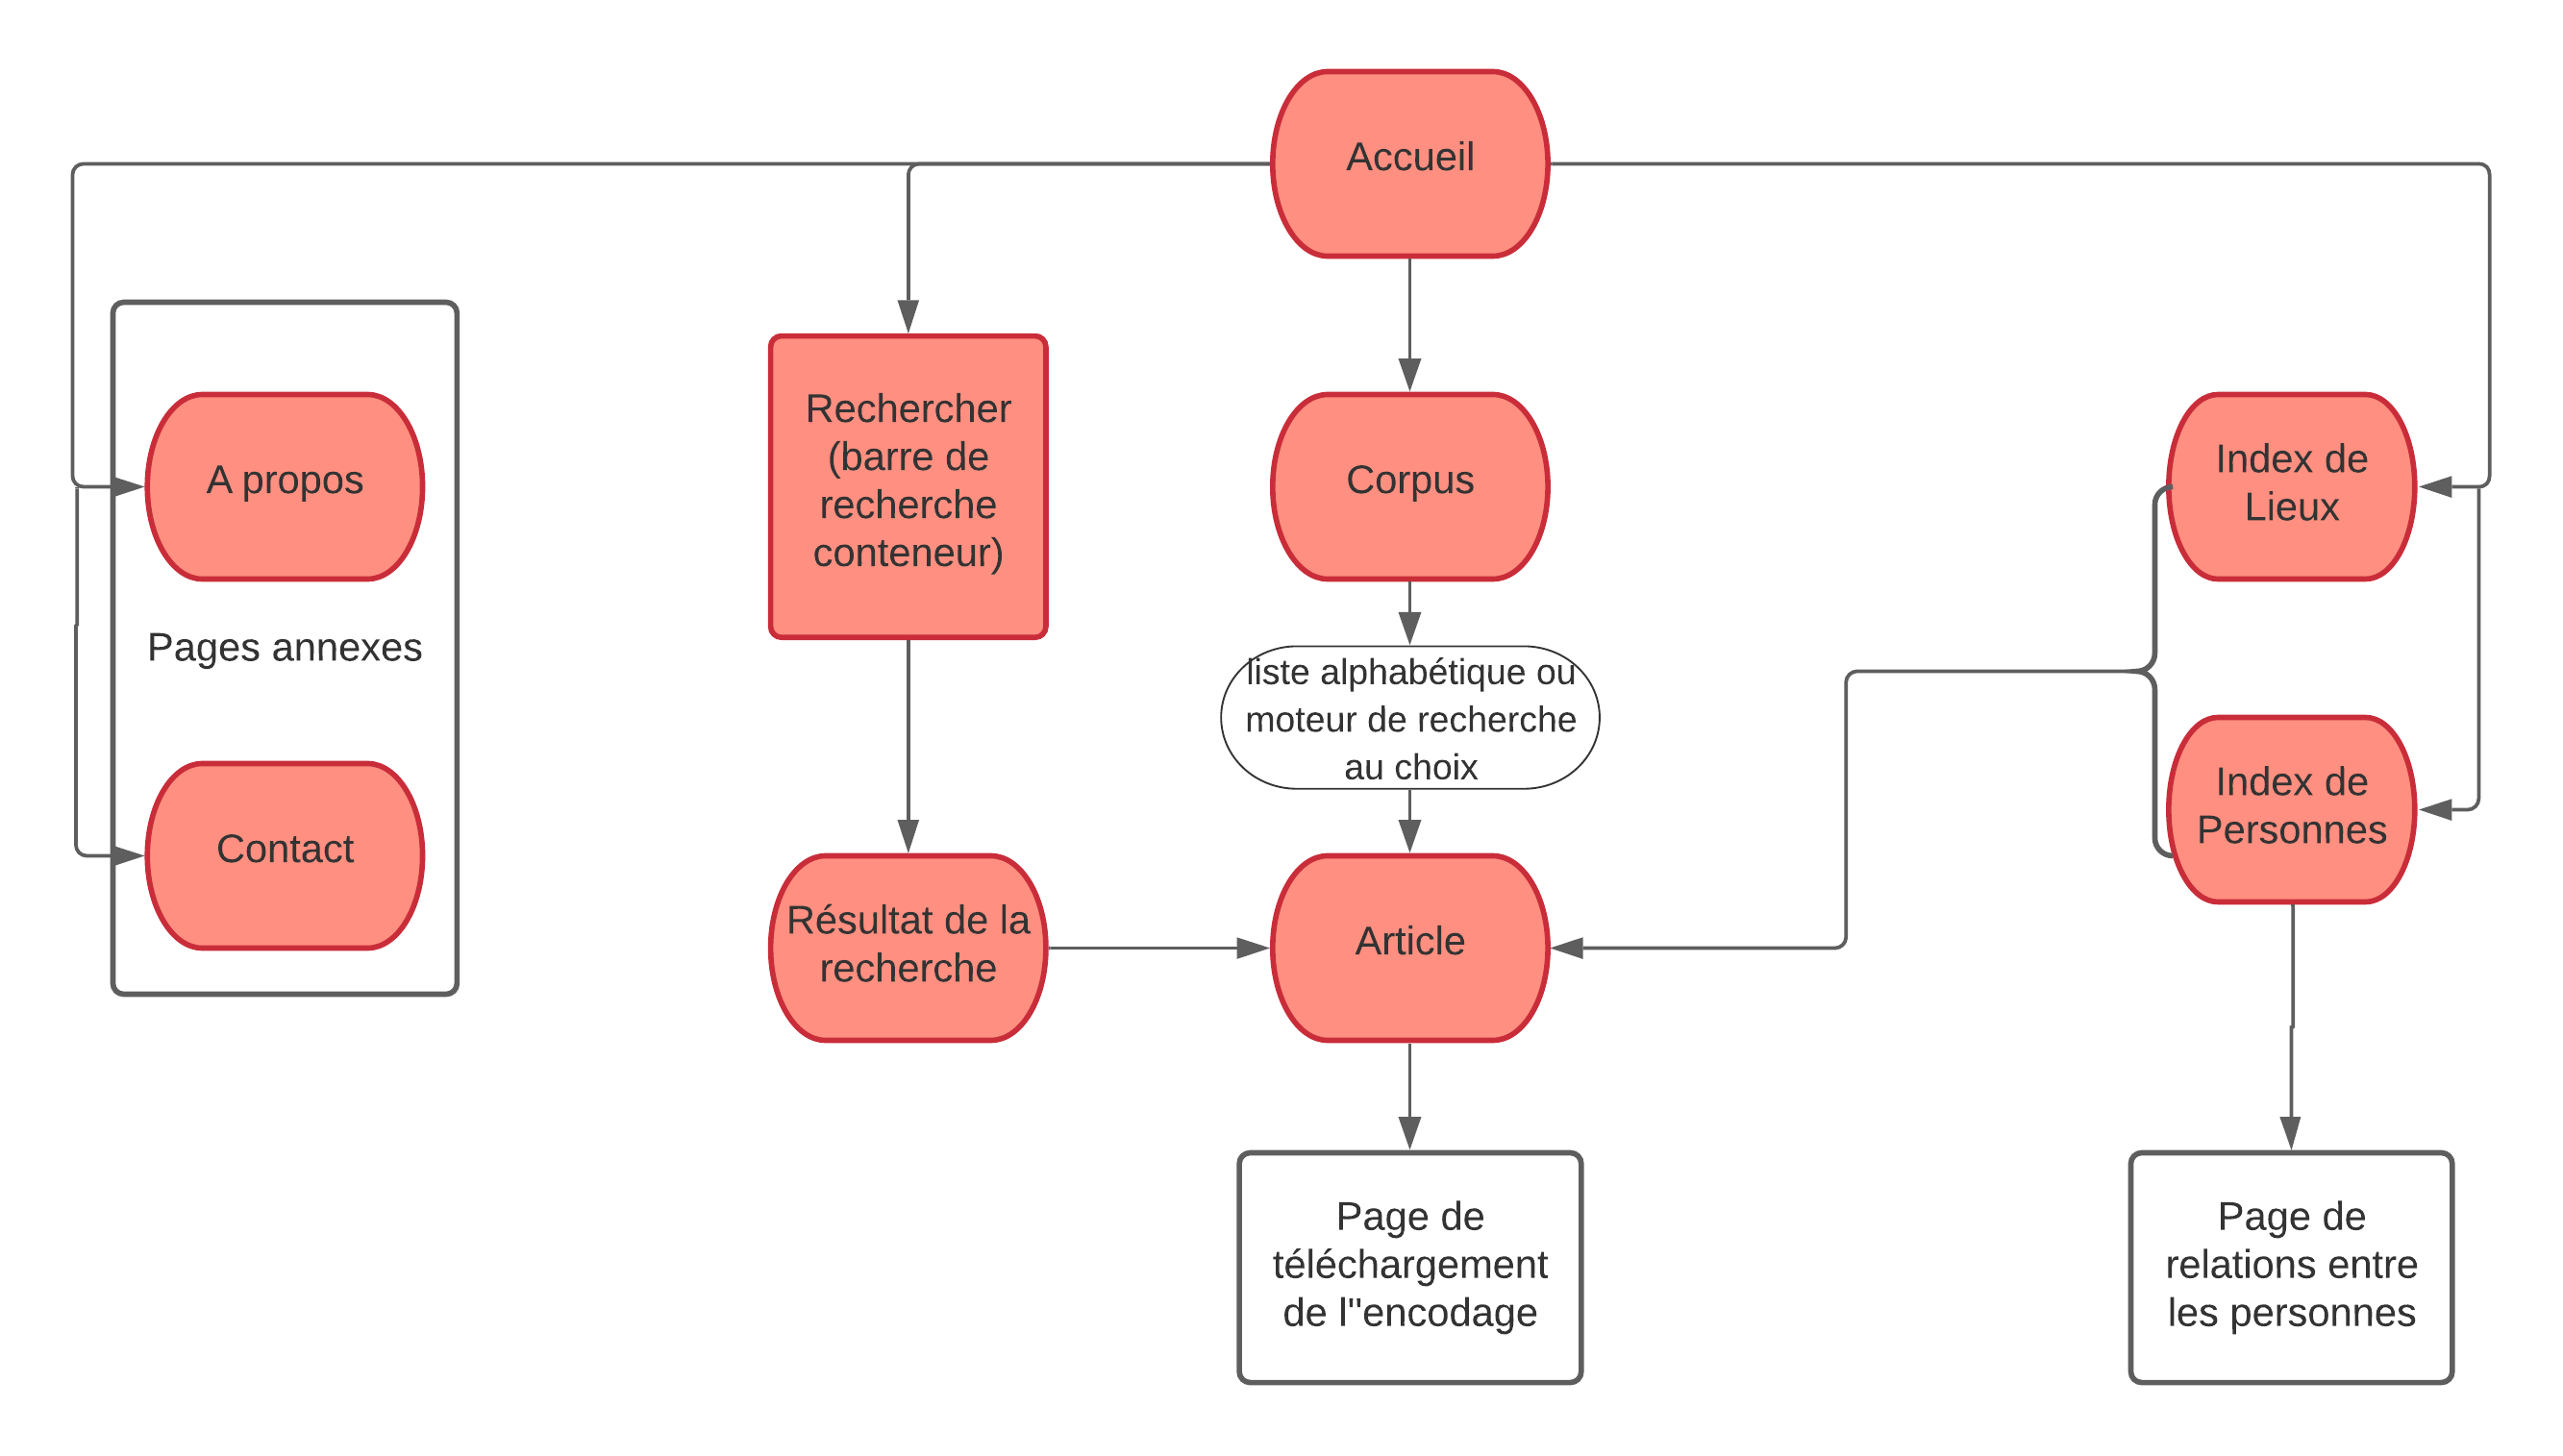 Accueil
A propos
Pages annexes
Contact
Rechercher
(barre de
recherche
conteneur)
Résultat de la
recherche
Corpus
liste alphabétique ou
moteur de recherche
au choix
Article
Page de
téléchargement
de l"encodage
Index de
Lieux
Index de
Personnes
Page de
relations entre
les personnes